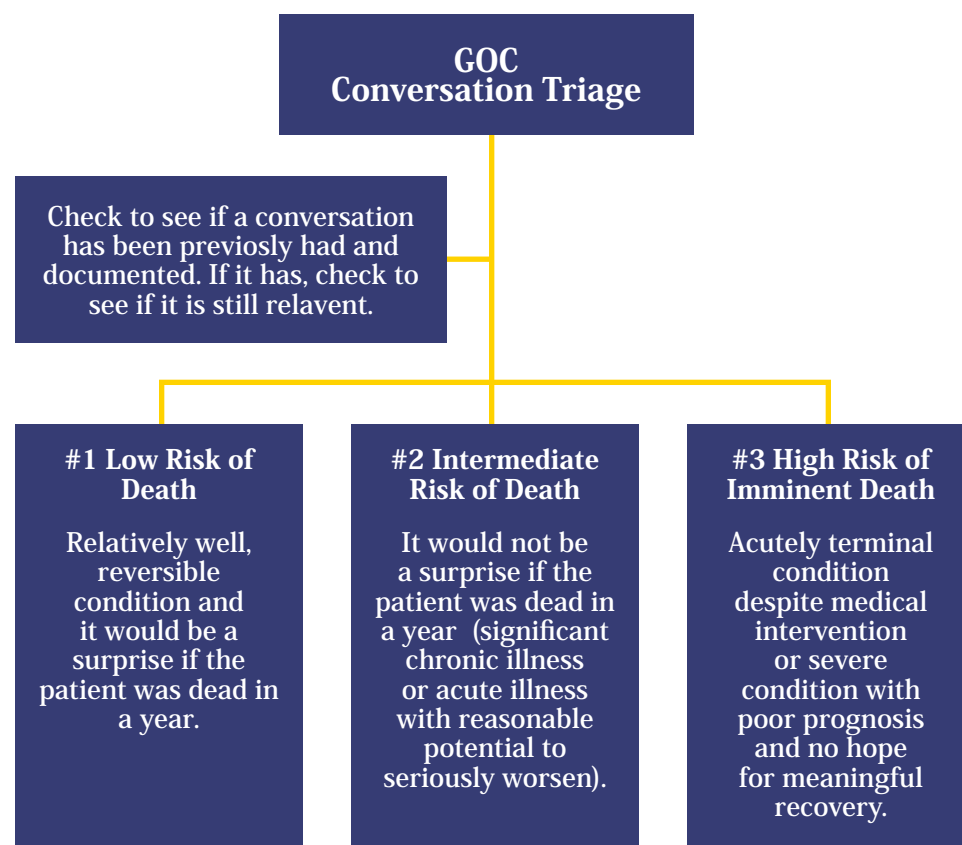 GOC
Conversation Triage
Check to see if a conversation
has been previosly had and
documented. If it has, check to
see if it is still relavent.
#1 Low Risk of
Death
Relatively well,
reversible
condition and
it would be a
surprise if the
patient was dead in
a year.
#2 Intermediate
Risk of Death
It would not be
a surprise if the
patient was dead in
a year (significant
chronic illness
or acute illness
with reasonable
potential to
seriously worsen).
#3 High Risk of
Imminent Death
Acutely terminal
condition
despite medical
intervention
or severe
condition with
poor prognosis
and no hope
for meaningful
recovery.